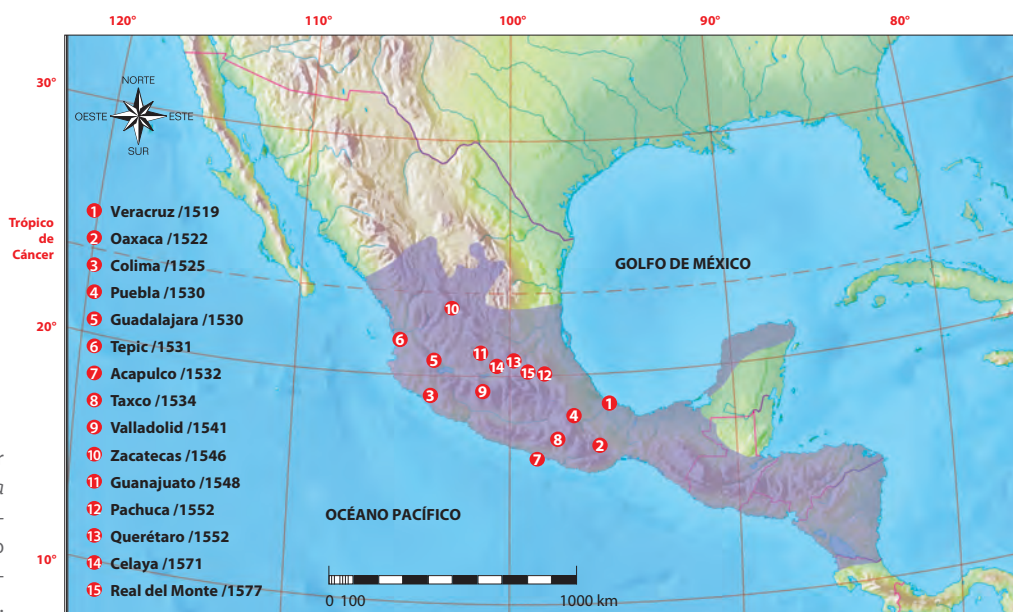 120° 110° 100° 90° 80°
30°
NORTE
OESTE ESTE
SUR
Trópico
de
Cáncer
20°
10°
1 Veracruz /1519
2 Oaxaca /1522
3 Colima /1525
4 Puebla /1530
5 Guadalajara /1530
6 Tepic /1531
7 Acapulco /1532
8 Taxco /1534
9 Valladolid /1541
10 Zacatecas /1546
11 Guanajuato /1548
12 Pachuca /1552
13 Querétaro /1552
14 Celaya /1571
15 Real del Monte /1577
GOLFO DE MÉXICO
OCÉANO PACÍFICO
10
6
11
5
14 13
15 12
3
9
1
4
8
2
7
0 100 1000 km
r
a
-
o
-
.